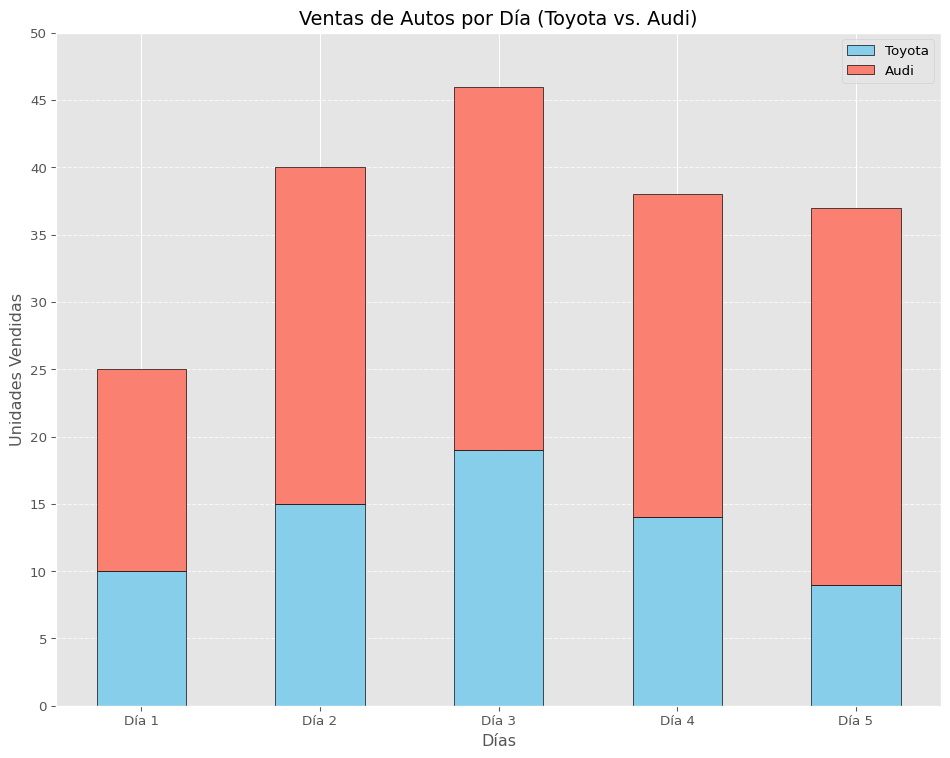 Ventas de Autos por Día (Toyota vs. Audi)
Toyota
Audi
Unidades Vendidas
50
45
40
35
30
25
20
15
10
5
0
Día 1
Día 2
Día 3
Día 4
Día 5
Días